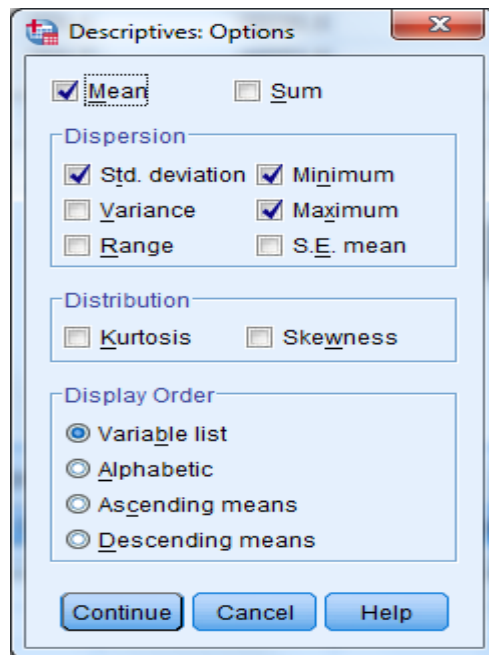 Descriptives: Options
Mean Sum
Dispersion
Std. deviation Minimum
Variance Maximum
Range S.E. mean
Distribution
Kurtosis Skewness
Display Order
Variable list
Alphabetic
Ascending means
Descending means
Continue Cancel Help